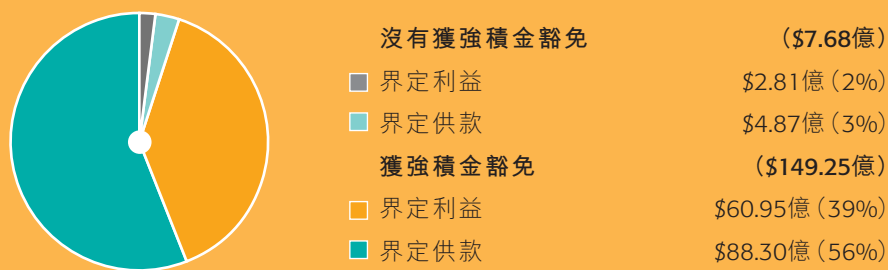 沒有獲強積金豁免 ($7.68億)
界定利益 $2.81億 (2%)
界定供款 $4.87億 (3%)
獲強積金豁免 ($149.25億)
界定利益 $60.95億 (39%)
界定供款 $88.30億 (56%)